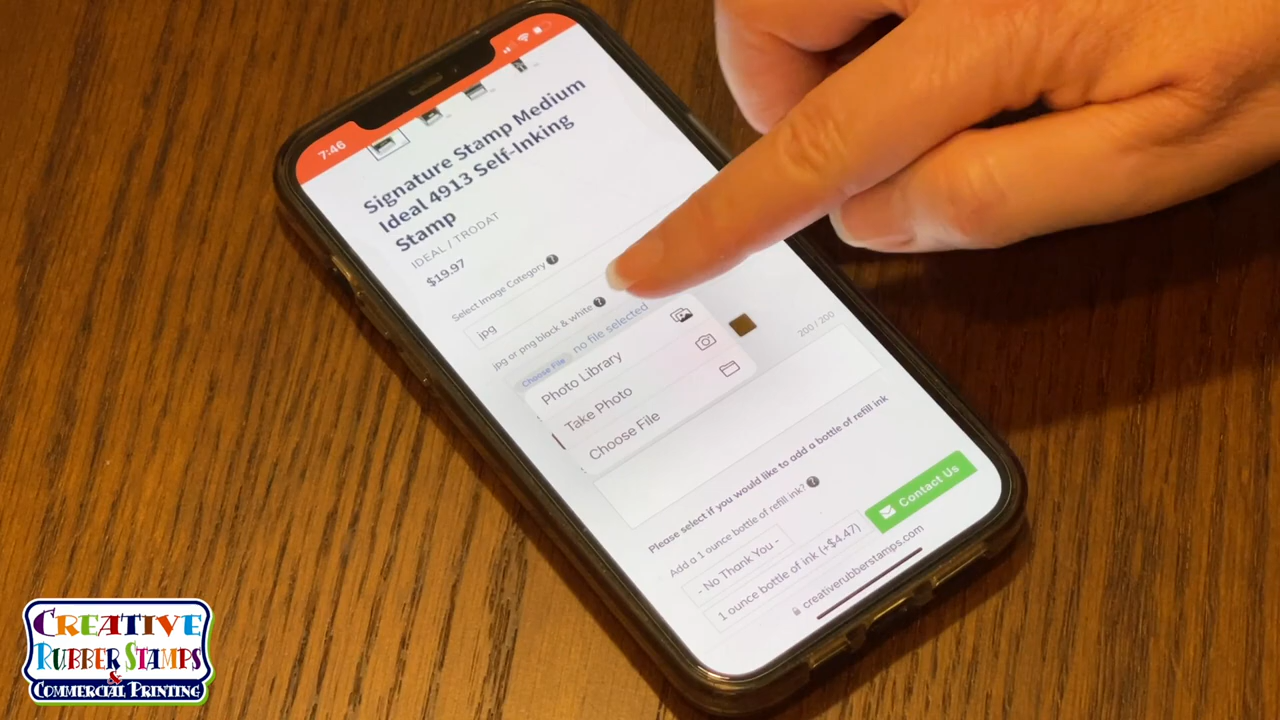 7:46
Signature Stamp Medium
Ideal 4913 Self-Inking
Stamp
IDEAL / TRODAT
$19.97
Select Image Category ?
jpg
jpg or png black & white ?
Choose File no file selected
Photo Library
Take Photo
Choose File
200 / 200
Please select if you would like to add a bottle of refill ink
Add a 1 ounce bottle of refill ink? ?
- No Thank You -
1 ounce bottle of ink (+$4.47)
Contact Us
creativerubberstamps.com
CREATIVE
RUBBER STAMPS
&
COMMERCIAL PRINTING